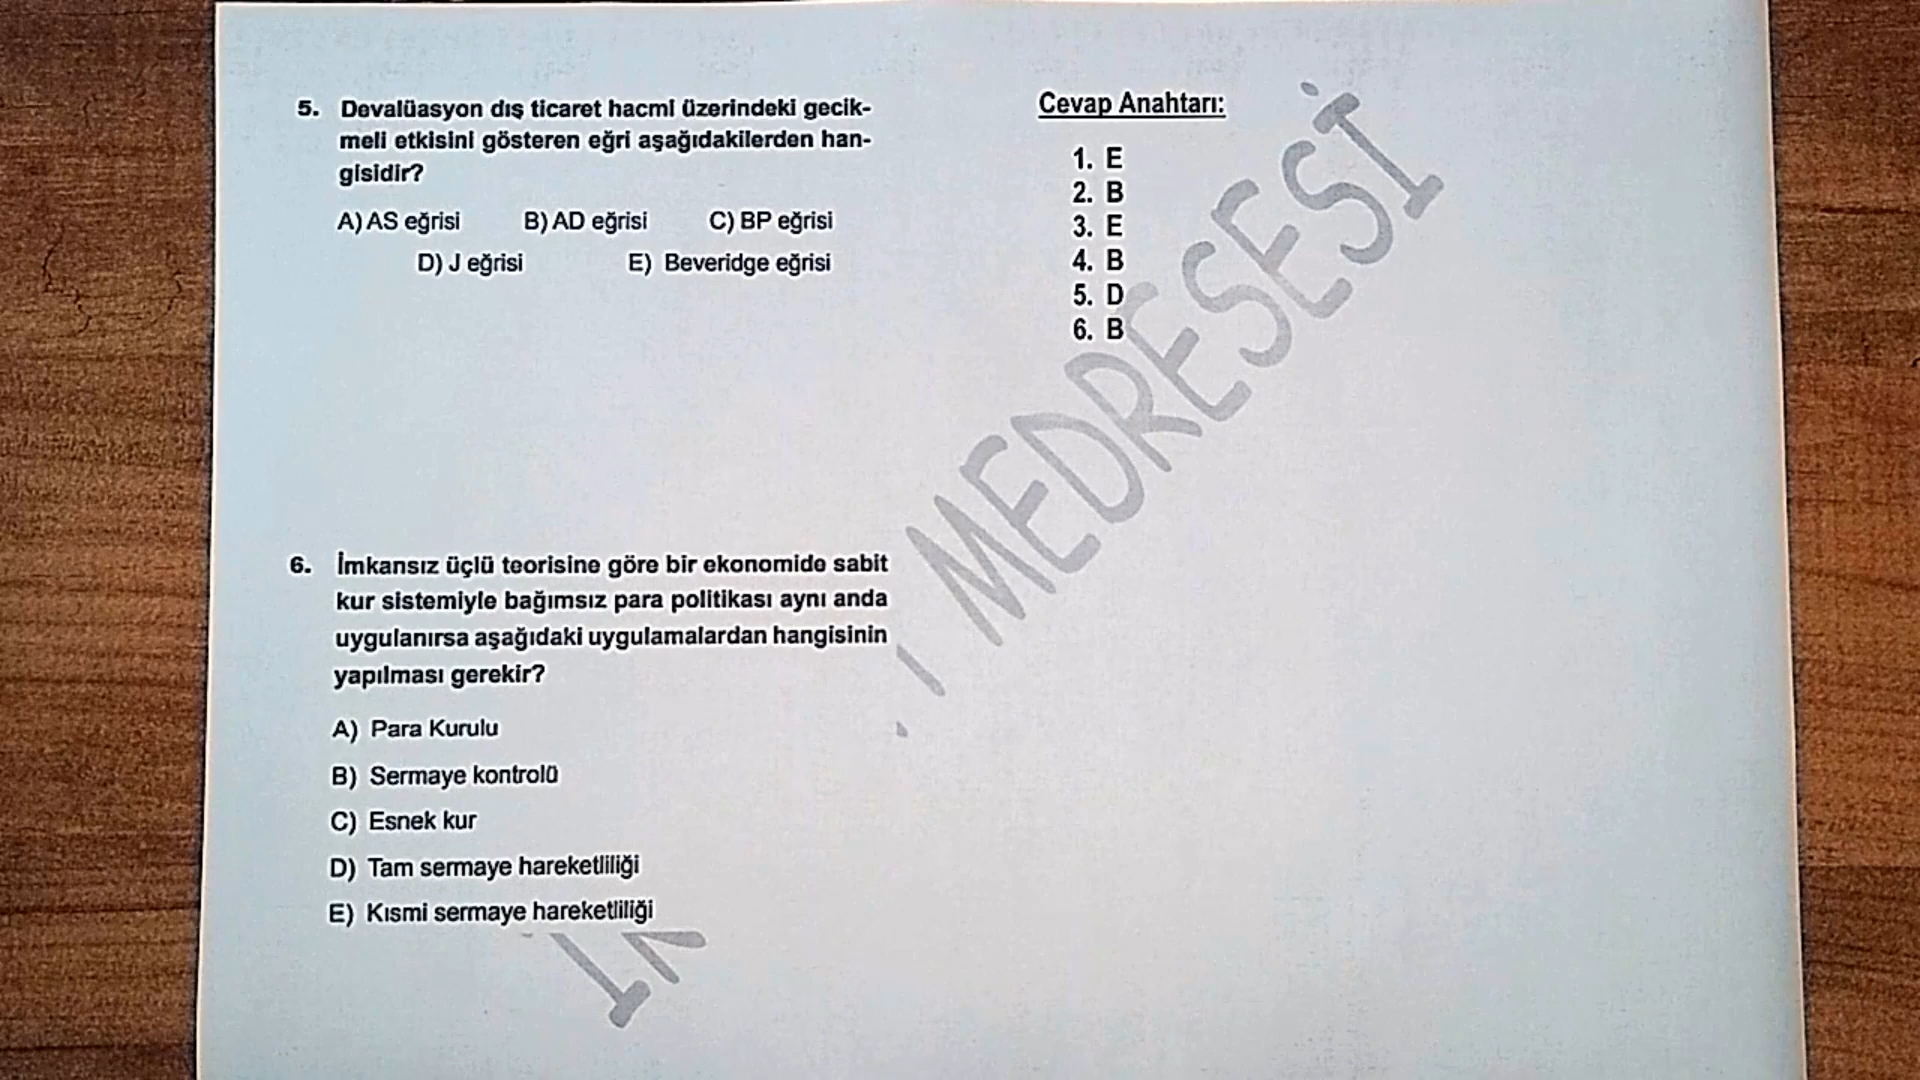 5. Devalüasyon dış ticaret hacmi üzerindeki gecik-
meli etkisini gösteren eğri aşağıdakilerden han-
gisidir?
A) AS eğrisi B) AD eğrisi C) BP eğrisi
D) J eğrisi E) Beveridge eğrisi
6. İmkansız üçlü teorisine göre bir ekonomide sabit
kur sistemiyle bağımsız para politikası aynı anda
uygulanırsa aşağıdaki uygulamalardan hangisinin
yapılması gerekir?
A) Para Kurulu
B) Sermaye kontrolü
C) Esnek kur
D) Tam sermaye hareketliliği
E) Kısmi sermaye hareketliliği
Cevap Anahtarı:
1. E
2. B
3. E
4. B
5. D
6. B
MEDRESESİ